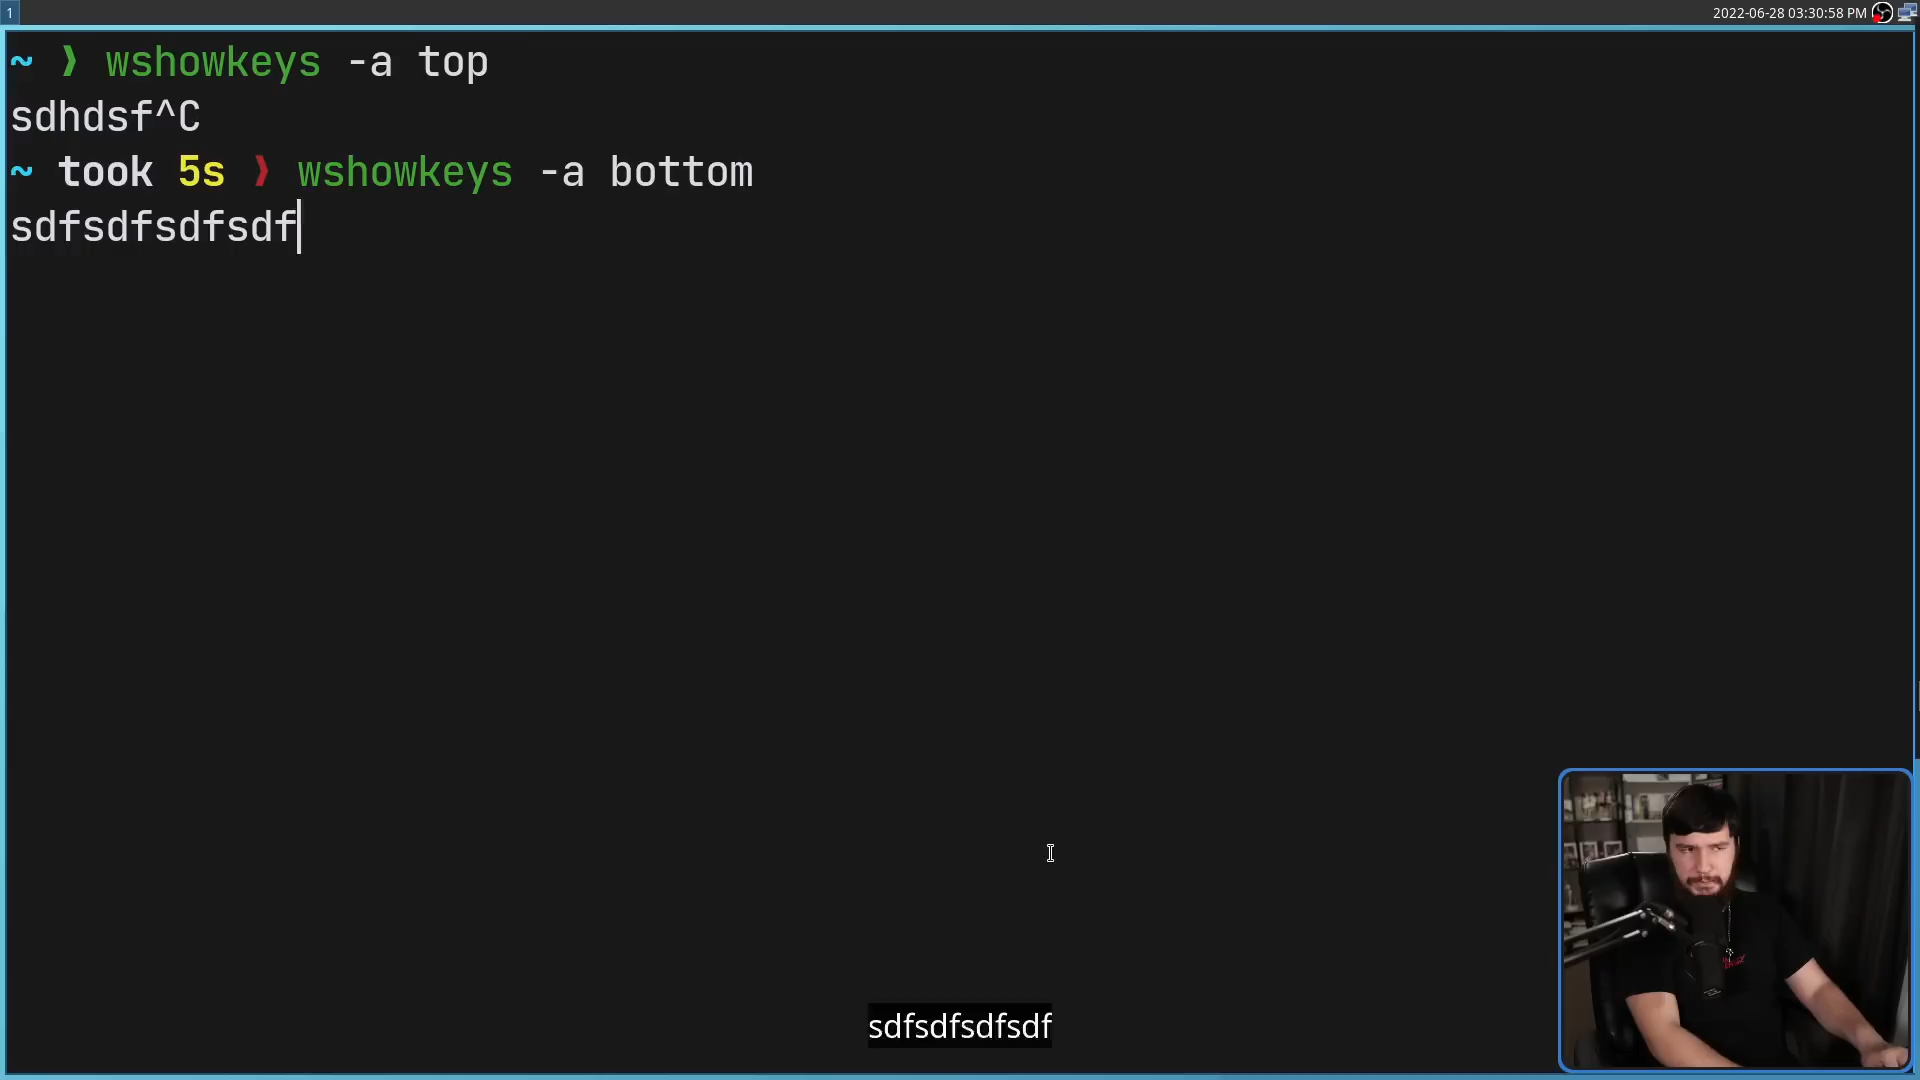 1
2022-06-28 03:30:58 PM
~ ❱ wshowkeys -a top
sdhdsf^C
~ took 5s ❱ wshowkeys -a bottom
sdfsdfsdfsdf
sdfsdfsdfsdf